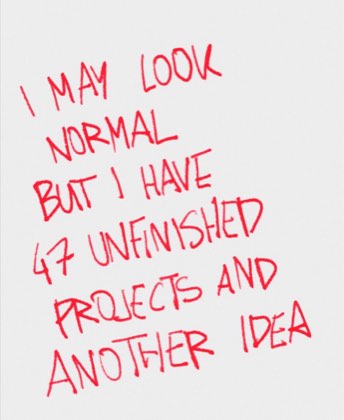 I MAY LOOK
NORMAL
BUT I HAVE
47 UNFINISHED
PROJECTS AND
ANOTHER IDEA